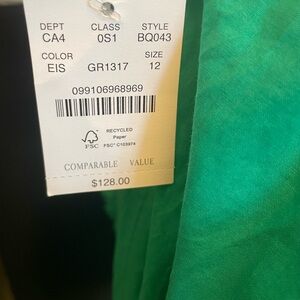 DEPT CLASS STYLE
CA4 0S1 BQ043
COLOR SIZE
EIS GR1317 12
099106968969
RECYCLED
Paper
FSC FSC® C103974
COMPARABLE VALUE
$128.00